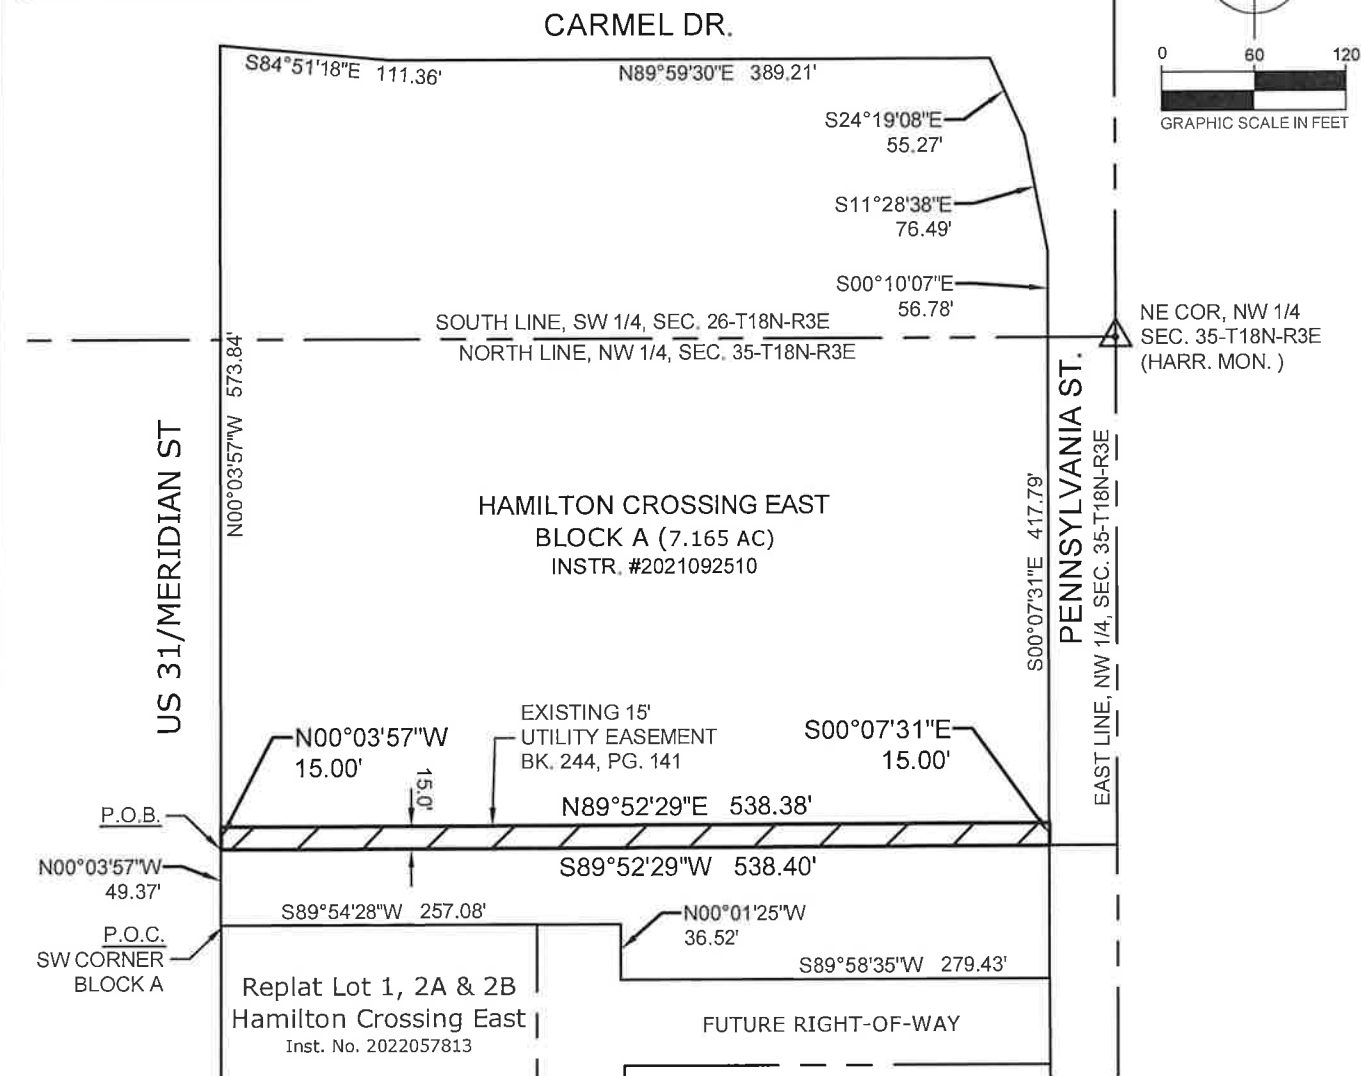 CARMEL DR.
0 60 120
GRAPHIC SCALE IN FEET
S84°51'18"E 111.36'
N89°59'30"E 389.21'
S24°19'08"E
55.27'
S11°28'38"E
76.49'
S00°10'07"E
56.78'
SOUTH LINE, SW 1/4, SEC. 26-T18N-R3E
NORTH LINE, NW 1/4, SEC. 35-T18N-R3E
NE COR, NW 1/4
SEC. 35-T18N-R3E
(HARR. MON. )
N00°03'57"W 573.84'
US 31/MERIDIAN ST
HAMILTON CROSSING EAST
BLOCK A (7.165 AC)
INSTR. #2021092510
S00°07'31"E 417.79'
PENNSYLVANIA ST.
EAST LINE, NW 1/4, SEC. 35-T18N-R3E
N00°03'57"W
15.00'
15.0'
EXISTING 15'
UTILITY EASEMENT
BK. 244, PG. 141
S00°07'31"E
15.00'
N89°52'29"E 538.38'
P.O.B.
S89°52'29"W 538.40'
N00°03'57"W
49.37'
S89°54'28"W 257.08'
N00°01'25"W
36.52'
P.O.C.
SW CORNER
BLOCK A
S89°58'35"W 279.43'
Replat Lot 1, 2A & 2B
Hamilton Crossing East
Inst. No. 2022057813
FUTURE RIGHT-OF-WAY